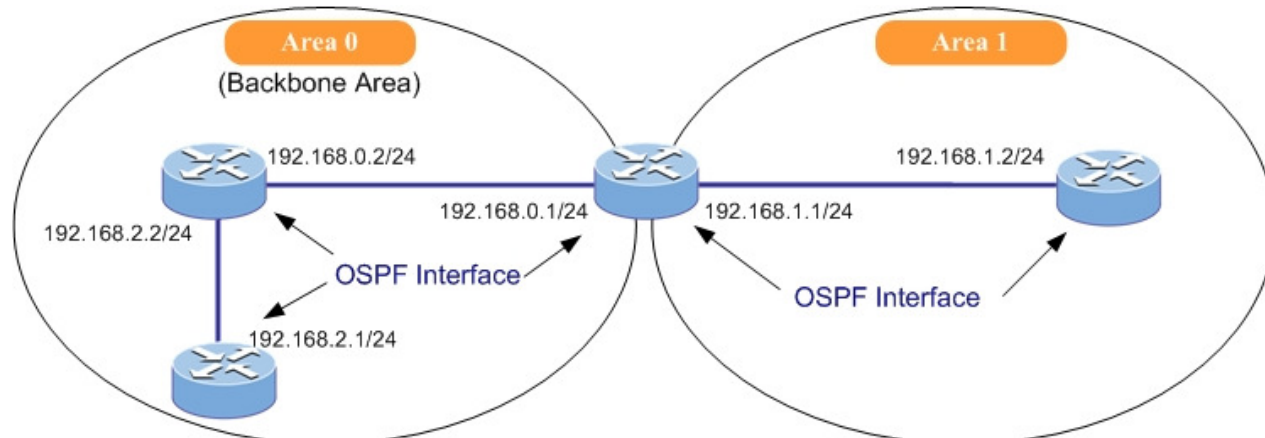 Area 0
(Backbone Area)
Area 1
192.168.0.2/24
192.168.1.2/24
192.168.0.1/24
192.168.1.1/24
192.168.2.2/24
OSPF Interface
OSPF Interface
192.168.2.1/24